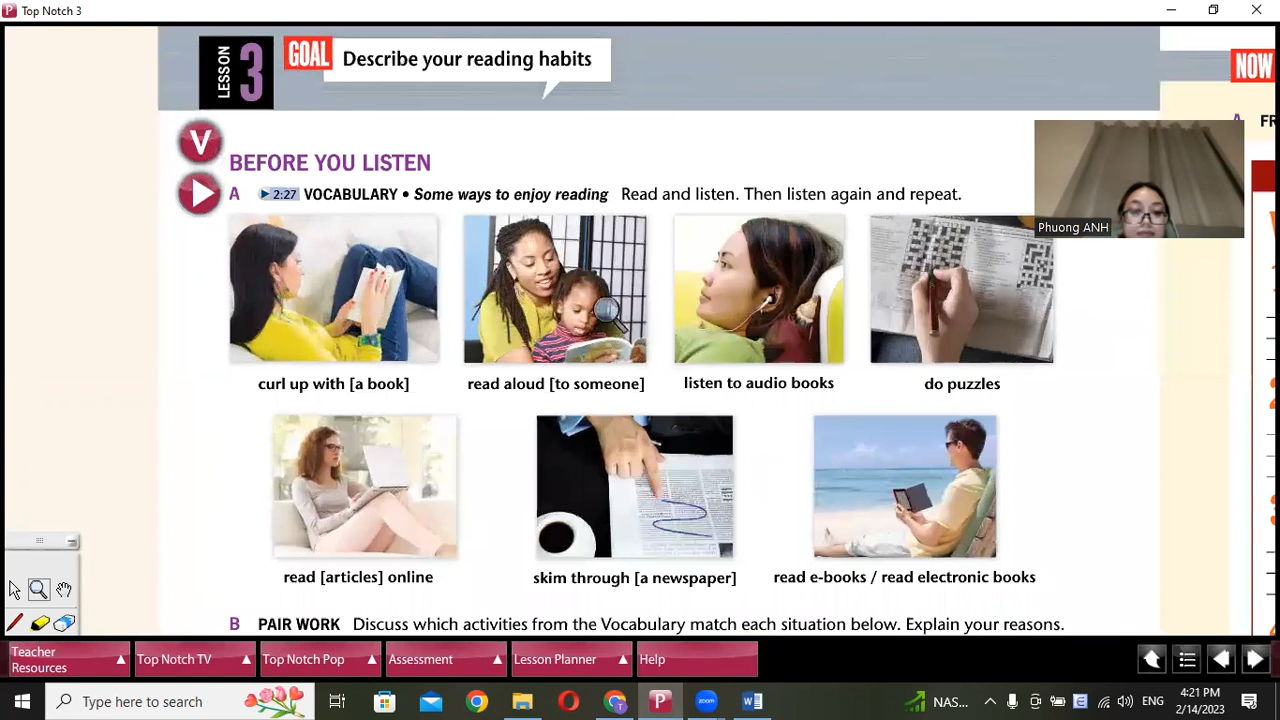 Top Notch 3
LESSON 3
GOAL Describe your reading habits
NOW
V
BEFORE YOU LISTEN
A FR
A 2:27 VOCABULARY • Some ways to enjoy reading Read and listen. Then listen again and repeat.
Phuong ANH
curl up with [a book]
read aloud [to someone]
listen to audio books
do puzzles
read [articles] online
skim through [a newspaper]
read e-books / read electronic books
B PAIR WORK Discuss which activities from the Vocabulary match each situation below. Explain your reasons.
Teacher
Resources
Top Notch TV
Top Notch Pop
Assessment
Lesson Planner
Help
Type here to search
zoom
NAS...
ENG
4:21 PM
2/14/2023